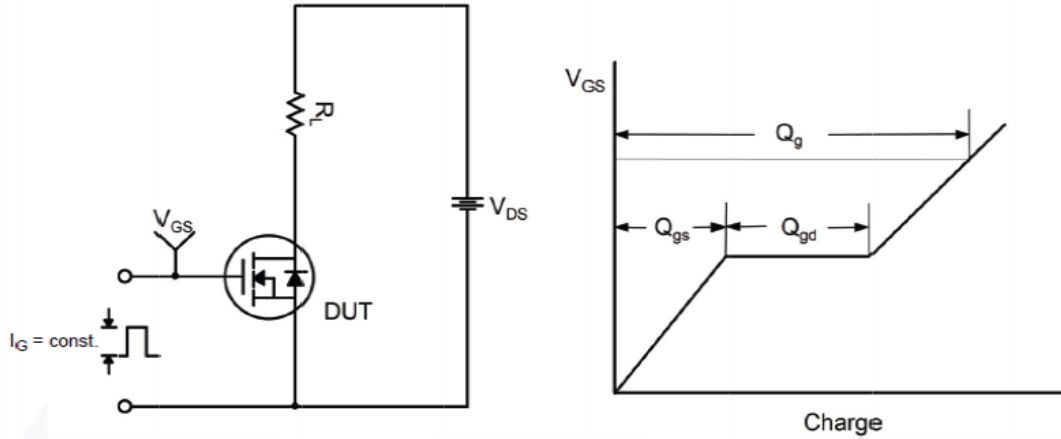 R_L
V_DS
V_GS
DUT
I_G = const.
V_GS
Q_g
Q_gs
Q_gd
Charge